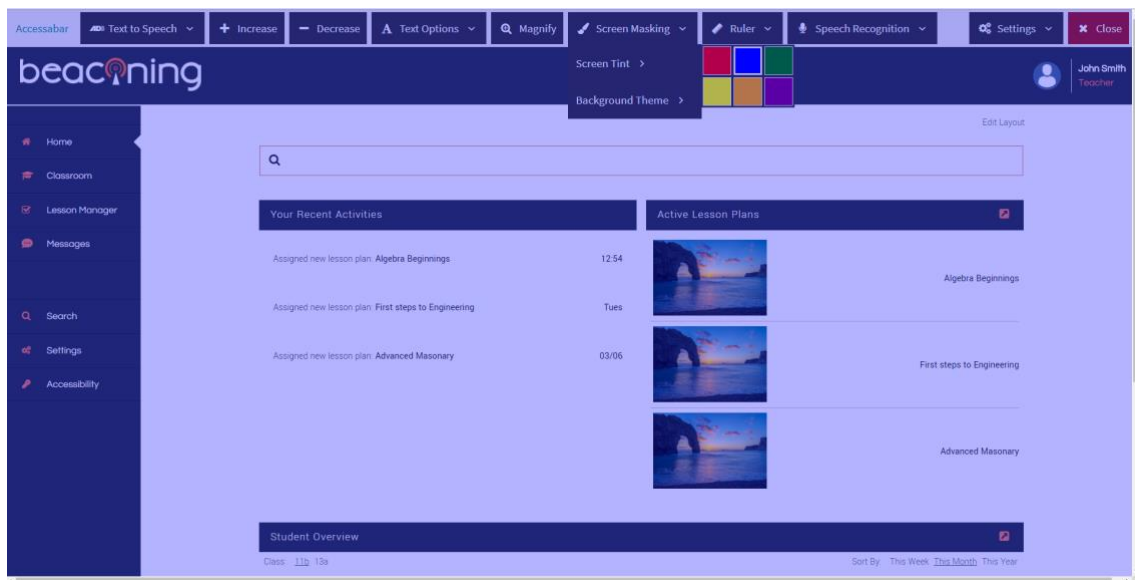 Accessabar Text to Speech Increase Decrease Text Options Magnify Screen Masking Ruler Speech Recognition Settings Close
beaconing
Screen Tint
Background Theme
John Smith
Teacher
Edit Layout
Home
Classroom
Lesson Manager
Messages
Search
Settings
Accessibility
Your Recent Activities
Assigned new lesson plan: Algebra Beginnings 12:54
Assigned new lesson plan: First steps to Engineering Tues
Assigned new lesson plan: Advanced Masonary 03/06
Active Lesson Plans
Algebra Beginnings
First steps to Engineering
Advanced Masonary
Student Overview
Class: 11b 13a
Sort By This Week This Month This Year